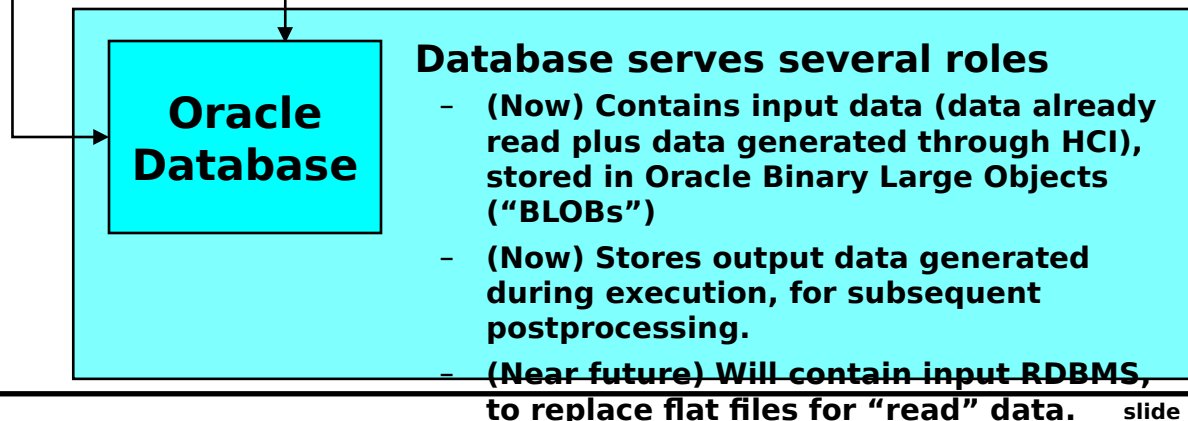 Oracle
Database
Database serves several roles
– (Now) Contains input data (data already
read plus data generated through HCI),
stored in Oracle Binary Large Objects
(“BLOBs”)
– (Now) Stores output data generated
during execution, for subsequent
postprocessing.
– (Near future) Will contain input RDBMS,
to replace flat files for “read” data.
slide